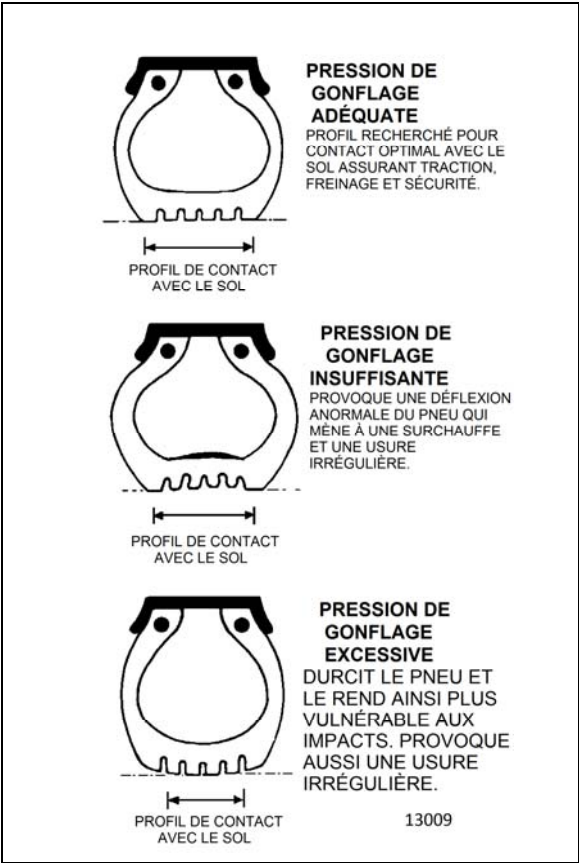 PRESSION DE
GONFLAGE
ADÉQUATE
PROFIL RECHERCHÉ POUR
CONTACT OPTIMAL AVEC LE
SOL ASSURANT TRACTION,
FREINAGE ET SÉCURITÉ.
PROFIL DE CONTACT
AVEC LE SOL
PRESSION DE
GONFLAGE
INSUFFISANTE
PROVOQUE UNE DÉFLEXION
ANORMALE DU PNEU QUI
MÈNE À UNE SURCHAUFFE
ET UNE USURE
IRRÉGULIÈRE.
PROFIL DE CONTACT
AVEC LE SOL
PRESSION DE
GONFLAGE
EXCESSIVE
DURCIT LE PNEU ET
LE REND AINSI PLUS
VULNÉRABLE AUX
IMPACTS. PROVOQUE
AUSSI UNE USURE
IRRÉGULIÈRE.
PROFIL DE CONTACT
AVEC LE SOL
13009